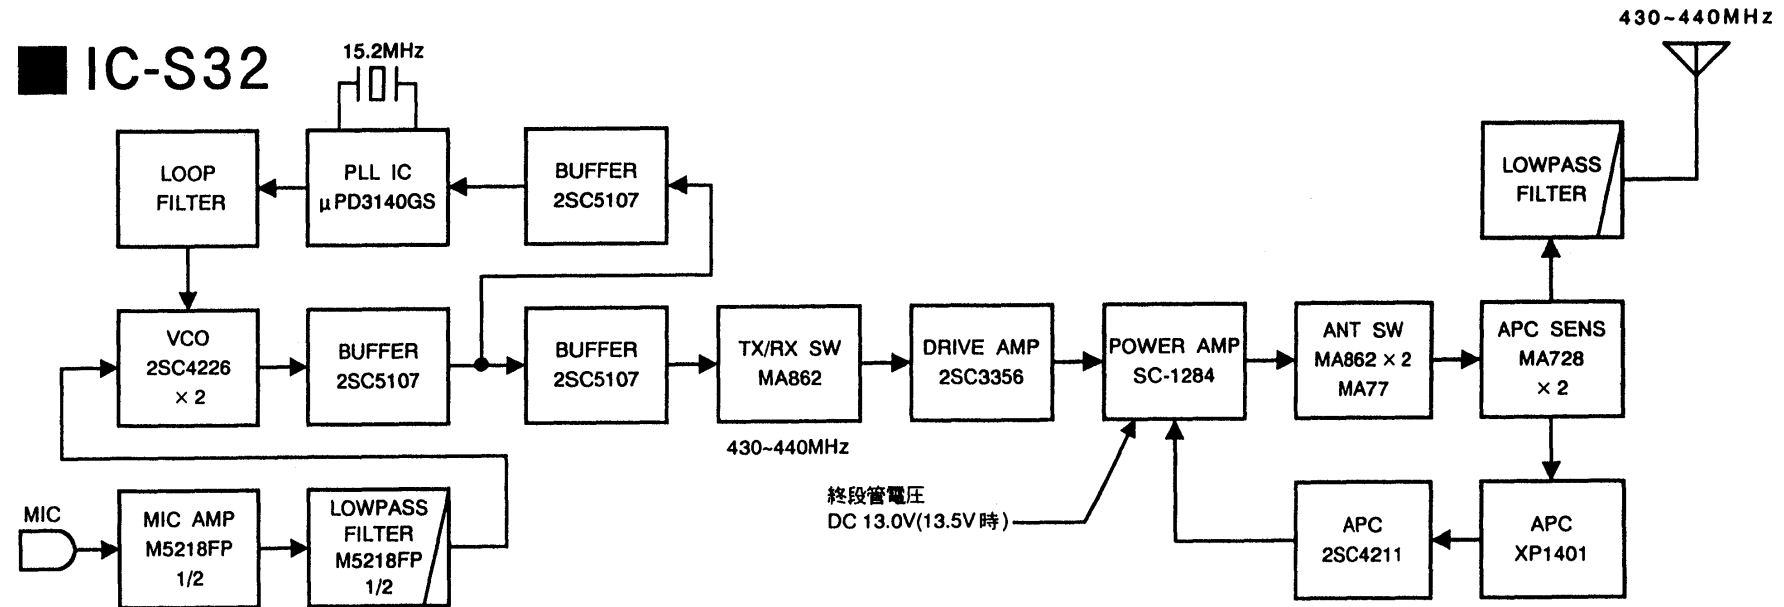 430~440MHz
IC-S32
15.2MHz
LOOP
FILTER
PLL IC
μPD3140GS
BUFFER
2SC5107
LOWPASS
FILTER
VCO
2SC4226
× 2
BUFFER
2SC5107
BUFFER
2SC5107
TX/RX SW
MA862
430~440MHz
DRIVE AMP
2SC3356
POWER AMP
SC-1284
ANT SW
MA862 × 2
MA77
APC SENS
MA728
× 2
終段管電圧
DC 13.0V(13.5V 時)
MIC
MIC AMP
M5218FP
1/2
LOWPASS
FILTER
M5218FP
1/2
APC
2SC4211
APC
XP1401